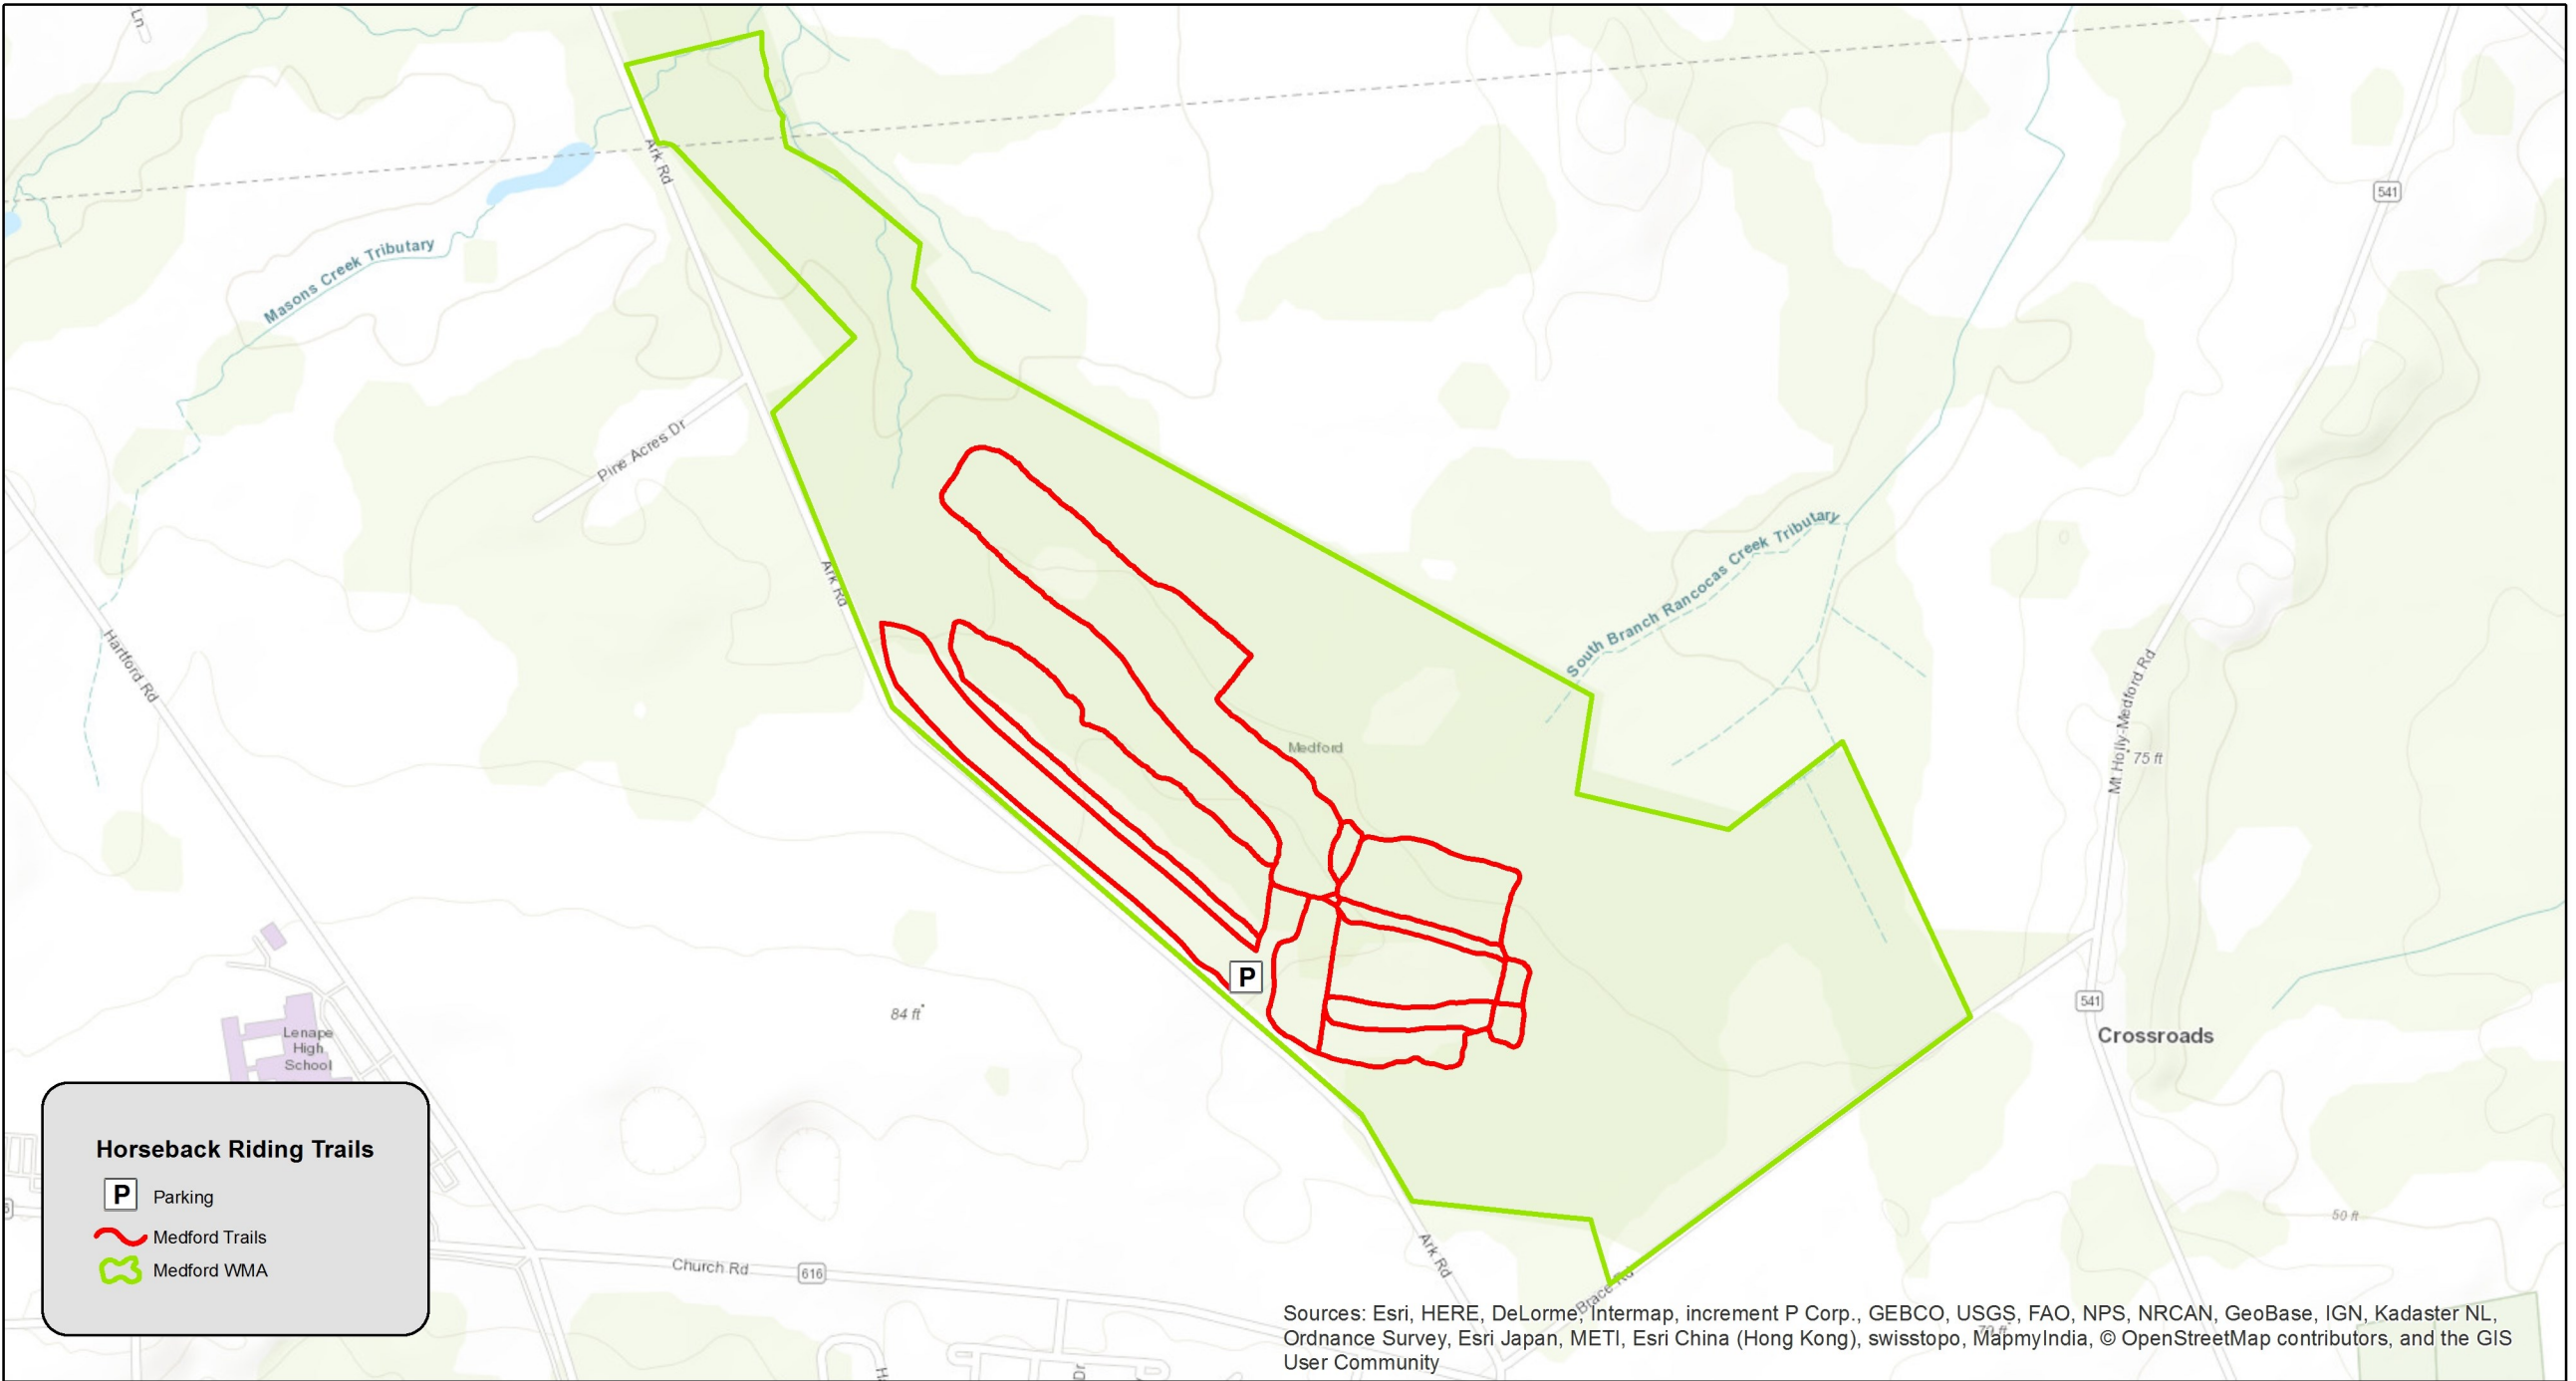 Ln
Ark Rd
541
Masons Creek Tributary
Pine Acres Dr
South Branch Rancocas Creek Tributary
Ark Rd
Hartford Rd
Mt Holly-Medford Rd
Medford
75 ft
P
541
84 ft
Crossroads
Lenape
High
School
Horseback Riding Trails
P Parking
Medford Trails
Medford WMA
50 ft
Church Rd
616
Ark Rd
Brace Rd
Sources: Esri, HERE, DeLorme, Intermap, increment P Corp., GEBCO, USGS, FAO, NPS, NRCAN, GeoBase, IGN, Kadaster NL,
Ordnance Survey, Esri Japan, METI, Esri China (Hong Kong), swisstopo, MapmyIndia, © OpenStreetMap contributors, and the GIS
User Community
Dr